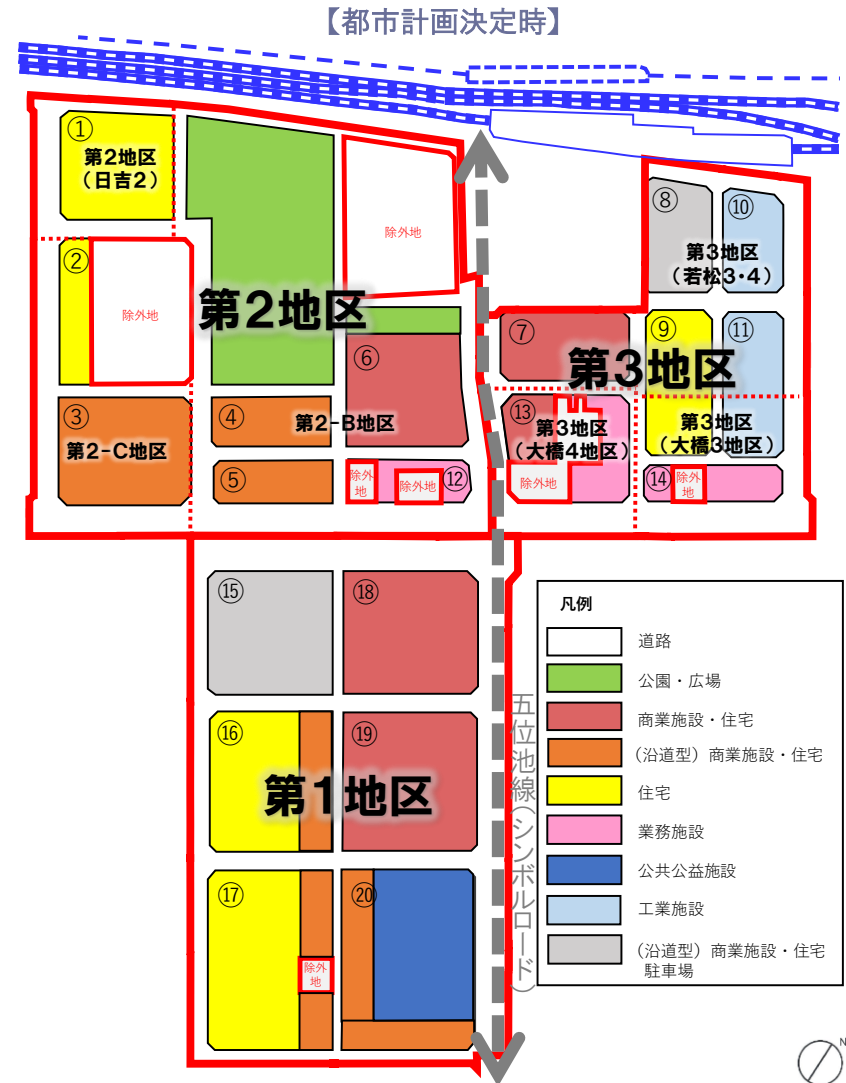 【都市計画決定時】
①
第2地区
（日吉2）
②
除外地
除外地
第2地区
⑥
③
第2-C地区
④
第2-B地区
⑤
除外
地
除外地
⑫
⑧
⑩
第3地区
（若松3・4）
⑦
⑨
⑪
第3地区
⑬
第3地区
（大橋4地区）
除外地
第3地区
（大橋3地区）
⑭
除外
地
⑮
⑱
⑯
⑲
第1地区
⑰
⑳
除外
地
五位池線（シンボルロード）
凡例
道路
公園・広場
商業施設・住宅
（沿道型）商業施設・住宅
住宅
業務施設
公共公益施設
工業施設
（沿道型）商業施設・住宅
駐車場
N